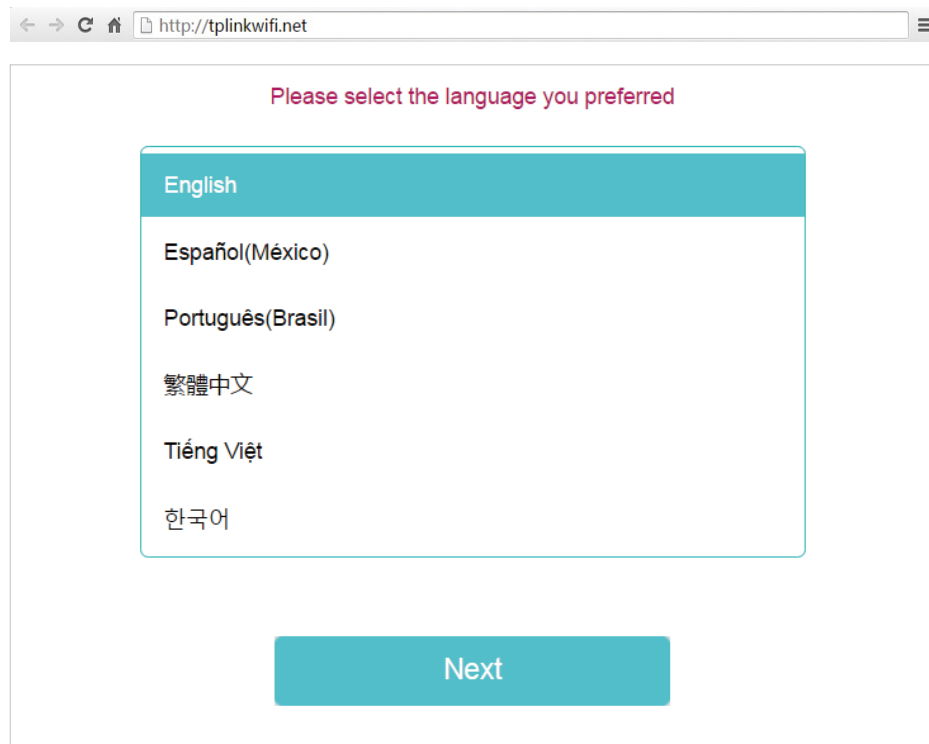 http://tplinkwifi.net
Please select the language you preferred
English
Español(México)
Português(Brasil)
繁體中文
Tiếng Việt
한국어
Next